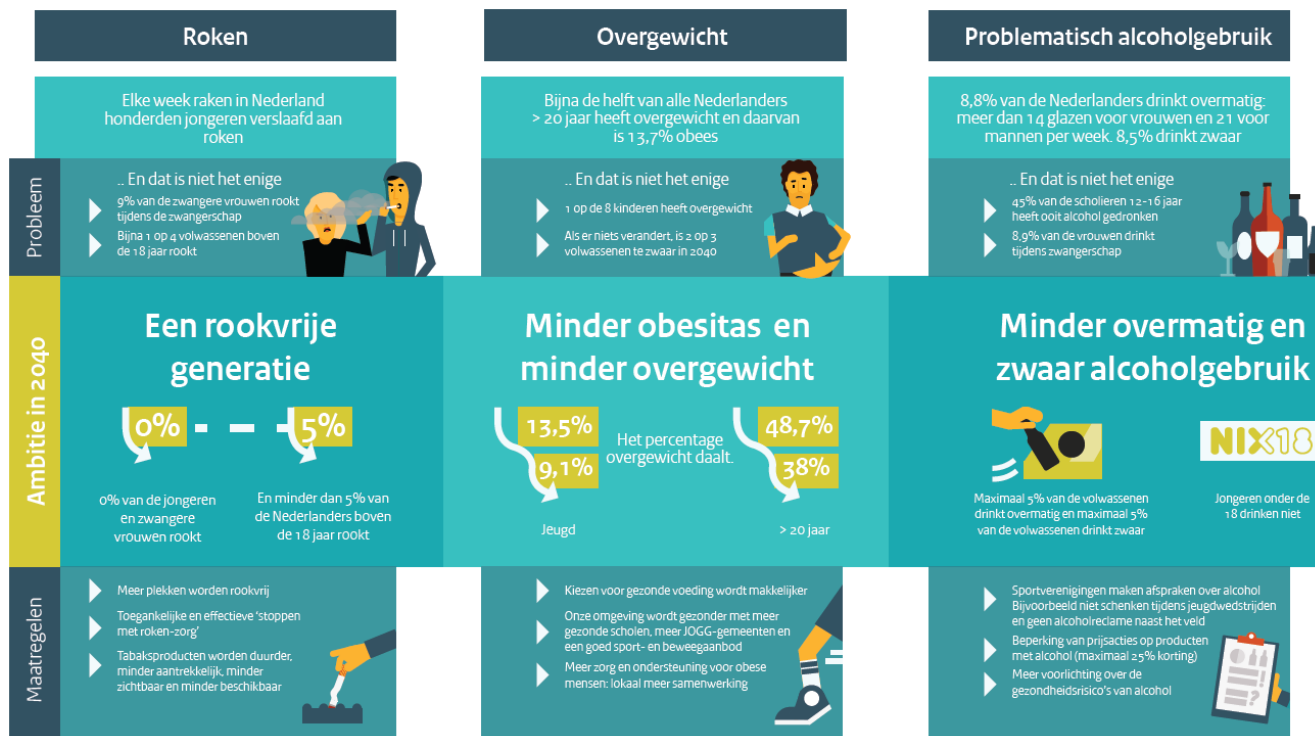 Roken
Elke week raken in Nederland
honderden jongeren verslaafd aan
roken
Probleem
.. En dat is niet het enige
9% van de zwangere vrouwen rookt
tijdens de zwangerschap
Bijna 1 op 4 volwassenen boven
de 18 jaar rookt
Overgewicht
Bijna de helft van alle Nederlanders
> 20 jaar heeft overgewicht en daarvan
is 13,7% obees
.. En dat is niet het enige
1 op de 8 kinderen heeft overgewicht
Als er niets verandert, is 2 op 3
volwassenen te zwaar in 2040
Problematisch alcoholgebruik
8,8% van de Nederlanders drinkt overmatig:
meer dan 14 glazen voor vrouwen en 21 voor
mannen per week. 8,5% drinkt zwaar
.. En dat is niet het enige
45% van de scholieren 12-16 jaar
heeft ooit alcohol gedronken
8,9% van de vrouwen drinkt
tijdens zwangerschap
Ambitie in 2040
Een rookvrije
generatie
0%
5%
0% van de jongeren
en zwangere
vrouwen rookt
En minder dan 5% van
de Nederlanders boven
de 18 jaar rookt
Minder obesitas en
minder overgewicht
13,5%
9,1%
Het percentage
overgewicht daalt.
48,7%
38%
Jeugd
> 20 jaar
Minder overmatig en
zwaar alcoholgebruik
NIX18
Maximaal 5% van de volwassenen
drinkt overmatig en maximaal 5%
van de volwassenen drinkt zwaar
Jongeren onder de
18 drinken niet
Maatregelen
Meer plekken worden rookvrij
Toegankelijke en effectieve ‘stoppen
met roken-zorg’
Tabaksproducten worden duurder,
minder aantrekkelijk, minder
zichtbaar en minder beschikbaar
Kiezen voor gezonde voeding wordt makkelijker
Onze omgeving wordt gezonder met meer
gezonde scholen, meer JOGG-gemeenten en
een goed sport- en beweegaanbod
Meer zorg en ondersteuning voor obese
mensen: lokaal meer samenwerking
Sportverenigingen maken afspraken over alcohol
Bijvoorbeeld niet schenken tijdens jeugdwedstrijden
en geen alcoholreclame naast het veld
Beperking van prijsacties op producten
met alcohol (maximaal 25% korting)
Meer voorlichting over de
gezondheidsrisico’s van alcohol
?